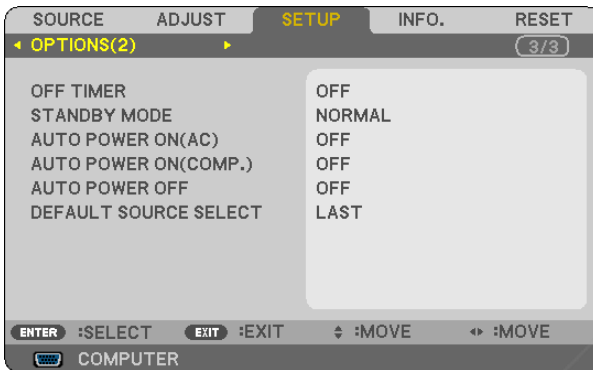 SOURCE ADJUST SETUP INFO. RESET
OPTIONS(2) 3/3
OFF TIMER OFF
STANDBY MODE NORMAL
AUTO POWER ON(AC) OFF
AUTO POWER ON(COMP.) OFF
AUTO POWER OFF OFF
DEFAULT SOURCE SELECT LAST
ENTER :SELECT EXIT :EXIT :MOVE :MOVE
COMPUTER